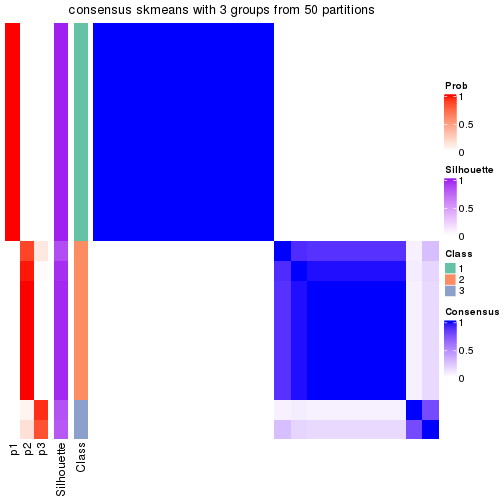 consensus skmeans with 3 groups from 50 partitions
Prob
1
0.5
0
Silhouette
1
0.5
0
Class
1
2
3
Consensus
1
0.5
0
p1
p2
p3
Silhouette
Class